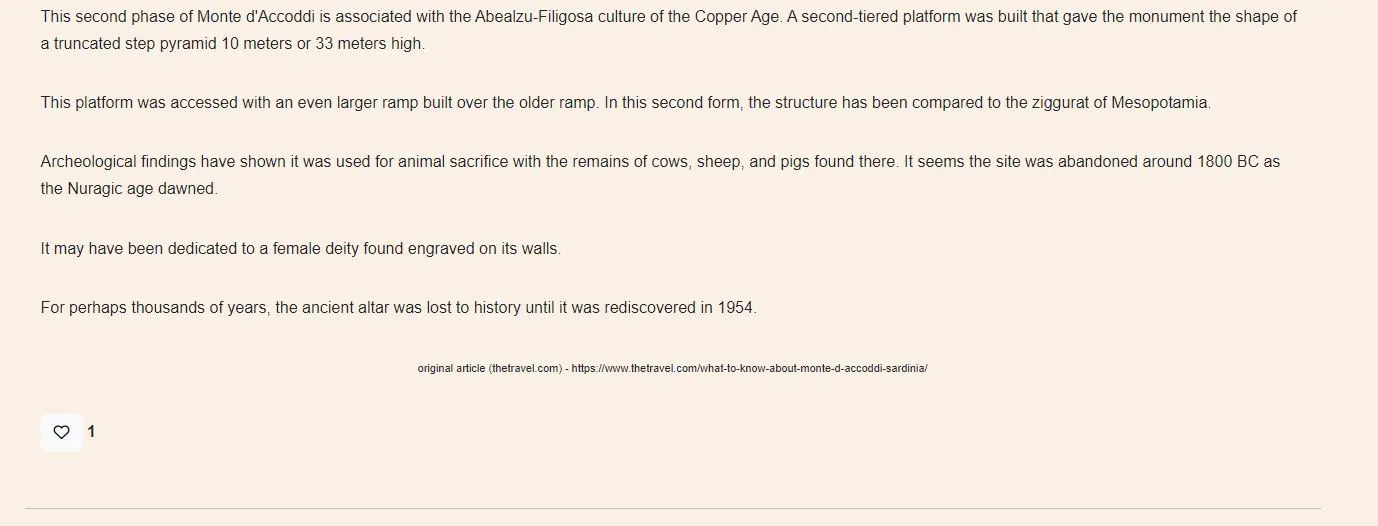 This second phase of Monte d'Accoddi is associated with the Abealzu-Filigosa culture of the Copper Age. A second-tiered platform was built that gave the monument the shape of
a truncated step pyramid 10 meters or 33 meters high.
This platform was accessed with an even larger ramp built over the older ramp. In this second form, the structure has been compared to the ziggurat of Mesopotamia.
Archeological findings have shown it was used for animal sacrifice with the remains of cows, sheep, and pigs found there. It seems the site was abandoned around 1800 BC as
the Nuragic age dawned.
It may have been dedicated to a female deity found engraved on its walls.
For perhaps thousands of years, the ancient altar was lost to history until it was rediscovered in 1954.
original article (thetravel.com) - https://www.thetravel.com/what-to-know-about-monte-d-accoddi-sardinia/
1